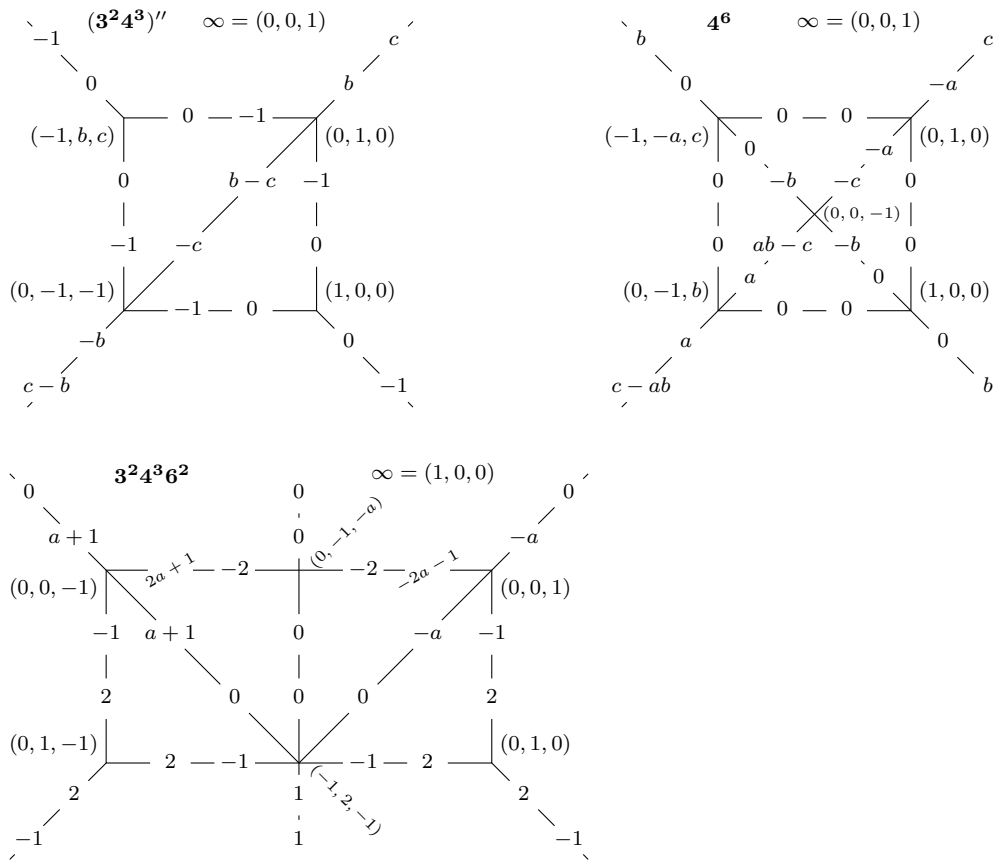 (3²4³)′′ ∞ = (0, 0, 1)
−1 c
0 b
0 −1
(−1, b, c) (0, 1, 0)
0 b − c −1
−1 −c 0
(0, −1, −1) (1, 0, 0)
−1 0
−b 0
c − b −1
4⁶ ∞ = (0, 0, 1)
b c
0 −a
0 0
(−1, −a, c) (0, 1, 0)
0 −a
0 −b −c 0
(0, 0, −1)
0 ab − c −b 0
a 0
(0, −1, b) (1, 0, 0)
0 0
a 0
c − ab b
3²4³6² ∞ = (1, 0, 0)
0 0 0
a + 1 0 (0, −1, −a) −a
2a + 1 −2 −2 −2a − 1
(0, 0, −1) (0, 0, 1)
−1 a + 1 0 −a −1
2 0 0 0 2
(0, 1, −1) (0, 1, 0)
2 −1 −1 2
2 1 (−1, 2, −1) 2
−1 1 −1